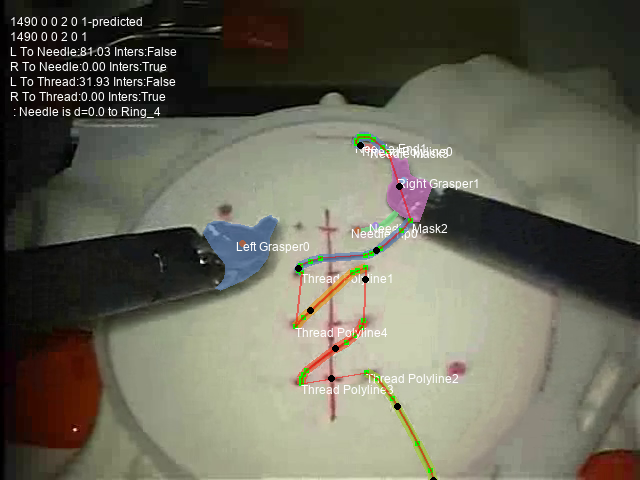 1490 0 0 2 0 1-predicted
1490 0 0 2 0 1
L To Needle:81.03 Inters:False
R To Needle:0.00 Inters:True
L To Thread:31.93 Inters:False
R To Thread:0.00 Inters:True
: Needle is d=0.0 to Ring_4
Right Grasper1
Mask2
Left Grasper0
Thread Polyline4
Thread Polyline2
Thread Polyline3